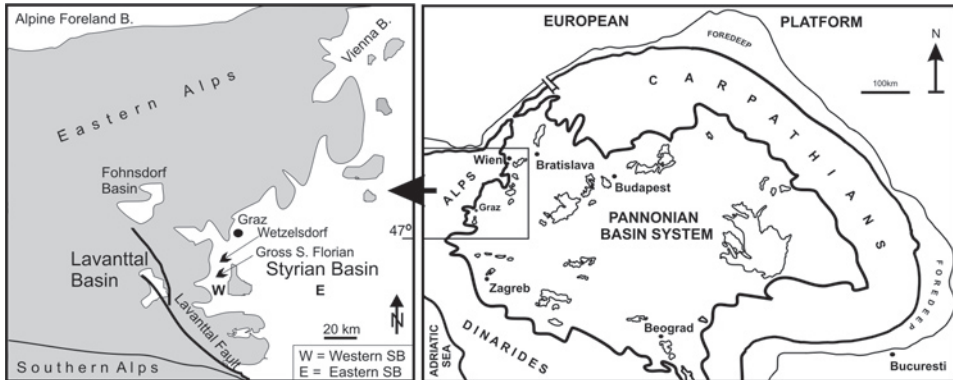 Alpine Foreland B.
Vienna B.
Eastern Alps
Fohnsdorf
Basin
Graz
Wetzelsdorf
Gross S. Florian
Lavanttal
Basin
Styrian Basin
W
E
Lavanttal Fault
N
20 km
W = Western SB
E = Eastern SB
Southern Alps
EUROPEAN
PLATFORM
FOREDEEP
N
100km
CARPATHIANS
Wien
Bratislava
ALPS
Budapest
Graz
PANNONIAN
BASIN SYSTEM
47°
Zagreb
FOREDEEP
Beograd
ADRIATIC
SEA
DINARIDES
Bucuresti